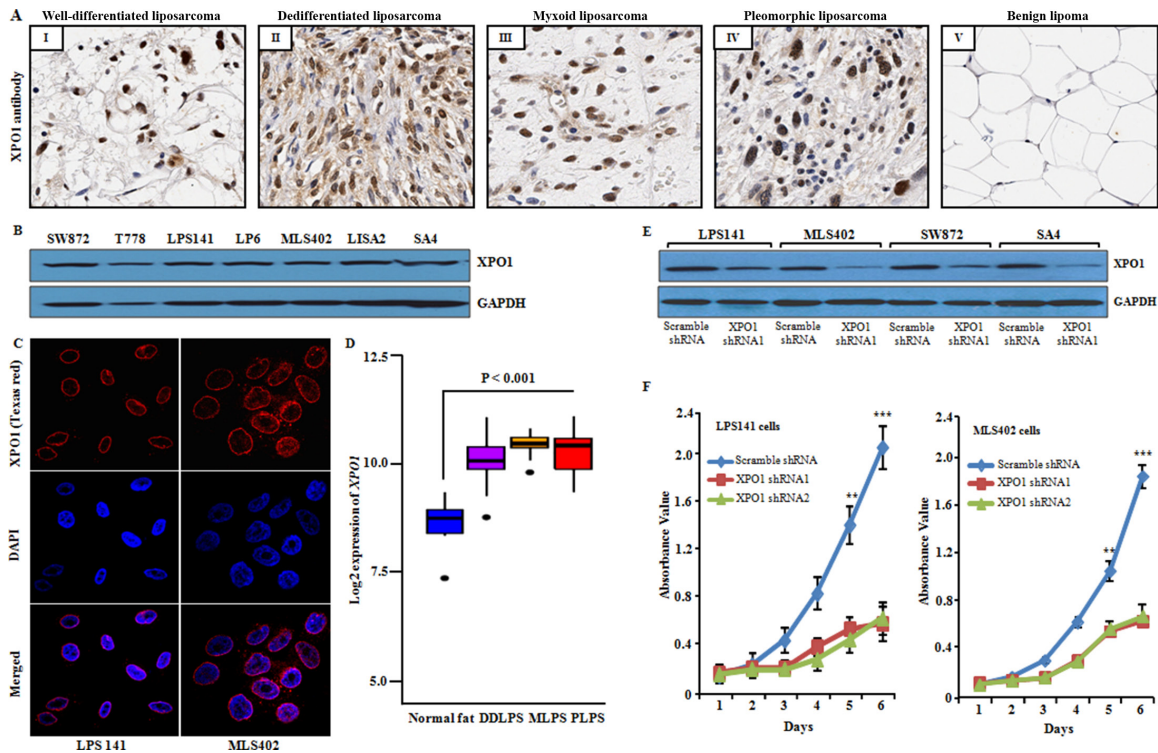 A
Well-differentiated liposarcoma
Dedifferentiated liposarcoma
Myxoid liposarcoma
Pleomorphic liposarcoma
Benign lipoma
XPO1 antibody
I
II
III
IV
V
B
SW872 T778 LPS141 LP6 MLS402 LISA2 SA4
XPO1
GAPDH
C
XPO1 (Texas red)
DAPI
Merged
LPS 141
MLS402
D
Log2 expression of XPO1
12.5
10.0
7.5
5.0
P < 0.001
Normal fat DDLPS MLPS PLPS
E
LPS141 MLS402 SW872 SA4
XPO1
GAPDH
Scramble shRNA
XPO1 shRNA1
Scramble shRNA
XPO1 shRNA1
Scramble shRNA
XPO1 shRNA1
Scramble shRNA
XPO1 shRNA1
F
Absorbance Value
2.4
2.0
1.6
1.2
0.8
0.4
0
LPS141 cells
Scramble shRNA
XPO1 shRNA1
XPO1 shRNA2
**
***
1 2 3 4 5 6
Days
Absorbance Value
2.4
2.0
1.6
1.2
0.8
0.4
0
MLS402 cells
Scramble shRNA
XPO1 shRNA1
XPO1 shRNA2
**
***
1 2 3 4 5 6
Days